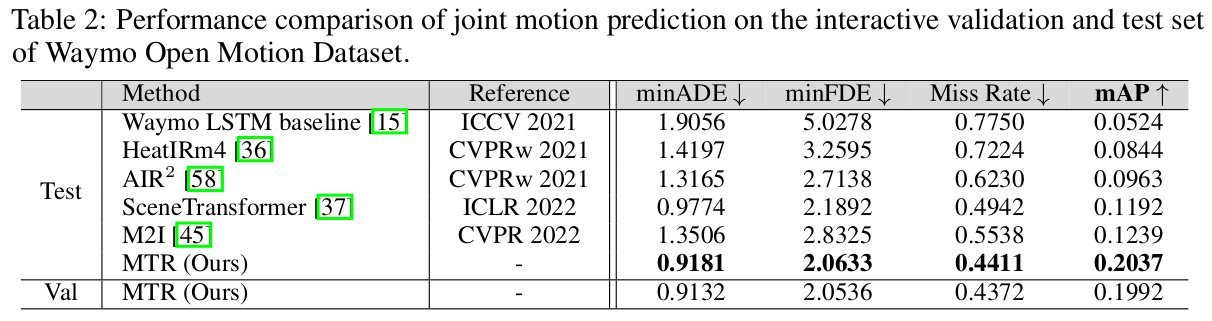 Table 2: Performance comparison of joint motion prediction on the interactive validation and test set
of Waymo Open Motion Dataset.
Method Reference minADE ↓ minFDE ↓ Miss Rate ↓ mAP ↑
Test
Waymo LSTM baseline [15] ICCV 2021 1.9056 5.0278 0.7750 0.0524
HeatIRm4 [36] CVPRw 2021 1.4197 3.2595 0.7224 0.0844
AIR² [58] CVPRw 2021 1.3165 2.7138 0.6230 0.0963
SceneTransformer [37] ICLR 2022 0.9774 2.1892 0.4942 0.1192
M2I [45] CVPR 2022 1.3506 2.8325 0.5538 0.1239
MTR (Ours) - 0.9181 2.0633 0.4411 0.2037
Val MTR (Ours) - 0.9132 2.0536 0.4372 0.1992